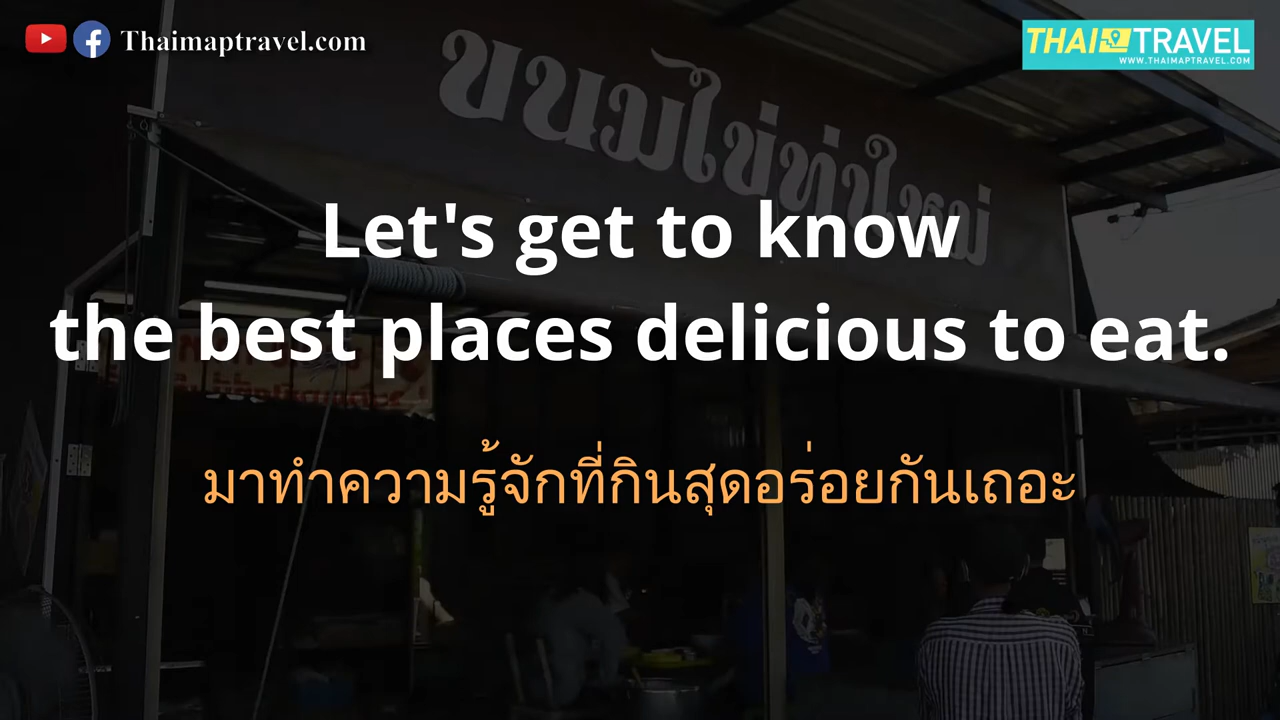 Thaimaptravel.com
THAI TRAVEL
WWW.THAIMAPTRAVEL.COM
ขนมไข่ท่าใหม่
Let's get to know
the best places delicious to eat.
มาทำความรู้จักที่กินสุดอร่อยกันเถอะ